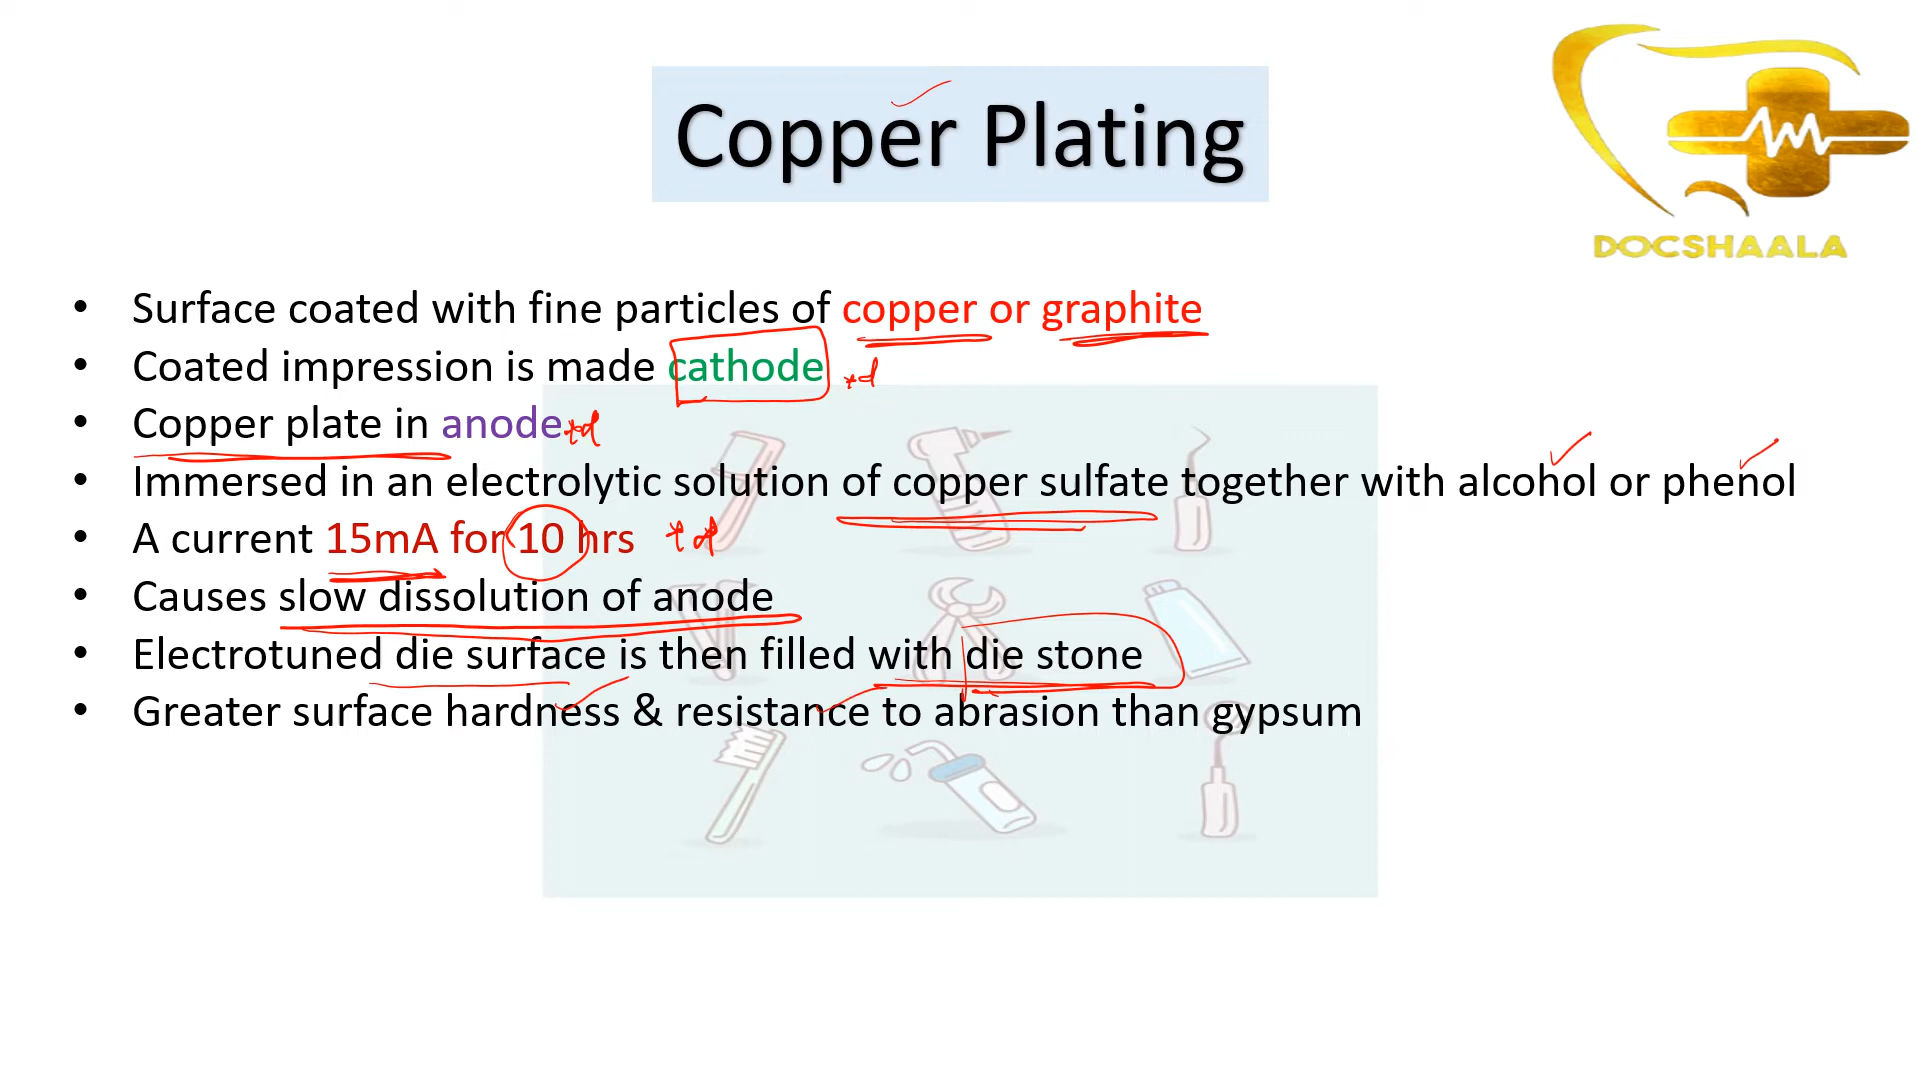 Copper Plating
DOCSHAALA
• Surface coated with fine particles of copper or graphite
• Coated impression is made cathode
• Copper plate in anode
• Immersed in an electrolytic solution of copper sulfate together with alcohol or phenol
• A current 15mA for 10 hrs
• Causes slow dissolution of anode
• Electrotuned die surface is then filled with die stone
• Greater surface hardness & resistance to abrasion than gypsum